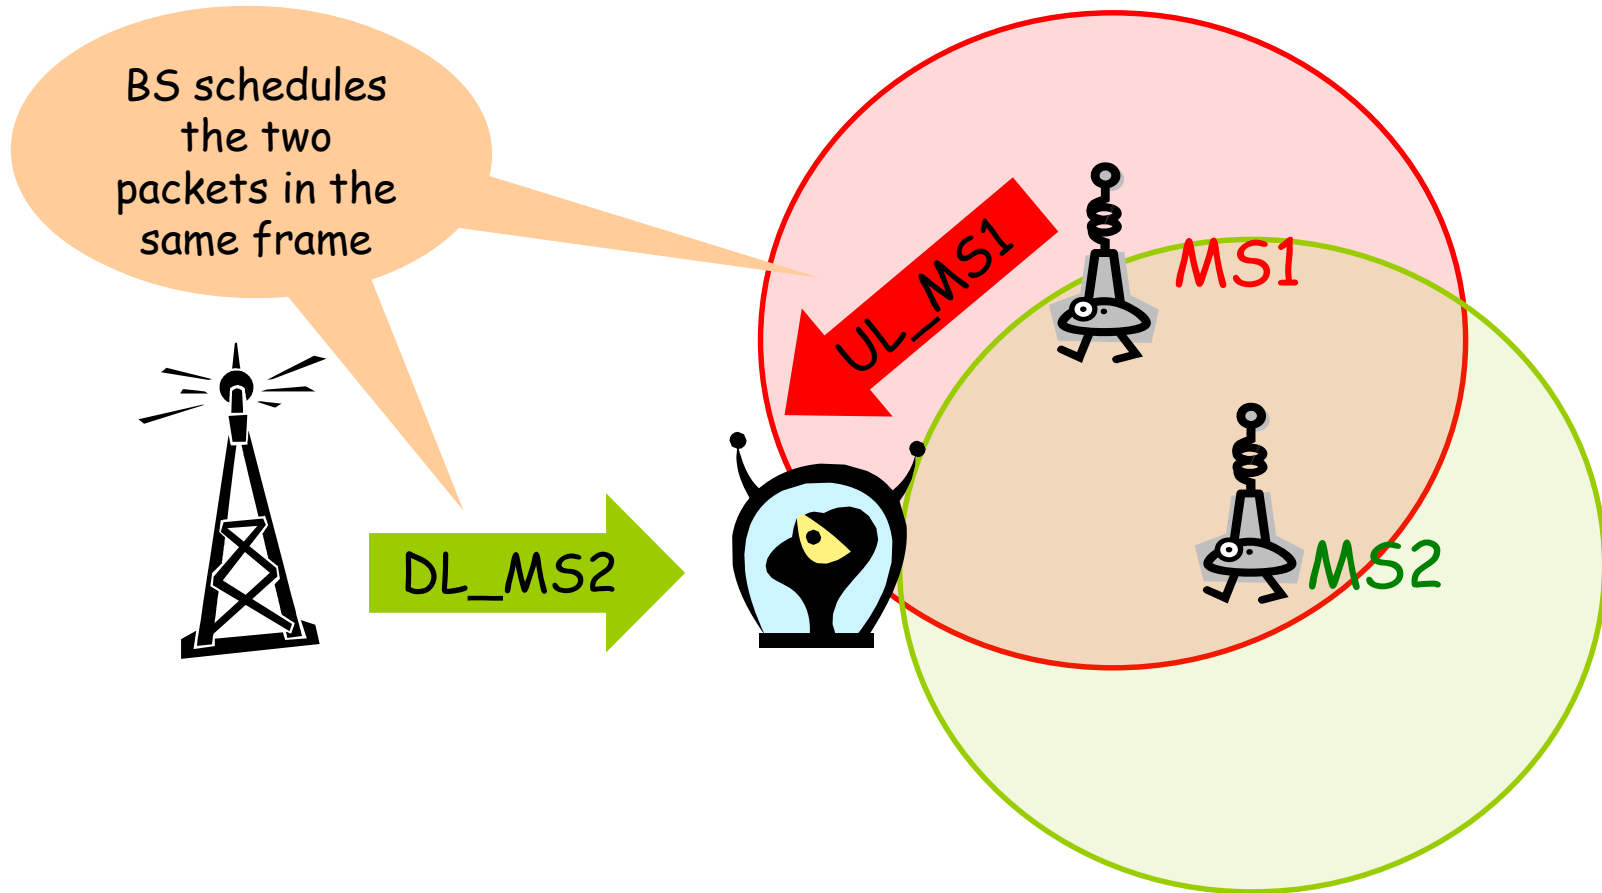 BS schedules
the two
packets in the
same frame
UL_MS1
MS1
DL_MS2
MS2